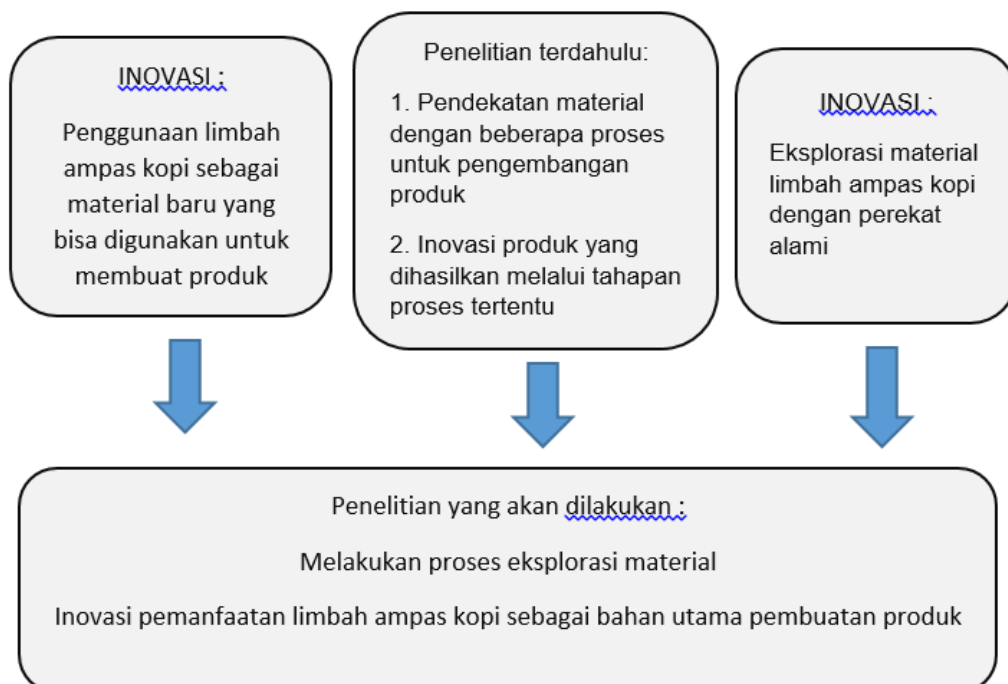 INOVASI :
Penggunaan limbah
ampas kopi sebagai
material baru yang
bisa digunakan untuk
membuat produk
Penelitian terdahulu:
1. Pendekatan material
dengan beberapa proses
untuk pengembangan
produk
2. Inovasi produk yang
dihasilkan melalui tahapan
proses tertentu
INOVASI :
Eksplorasi material
limbah ampas kopi
dengan perekat
alami
Penelitian yang akan dilakukan :
Melakukan proses eksplorasi material
Inovasi pemanfaatan limbah ampas kopi sebagai bahan utama pembuatan produk